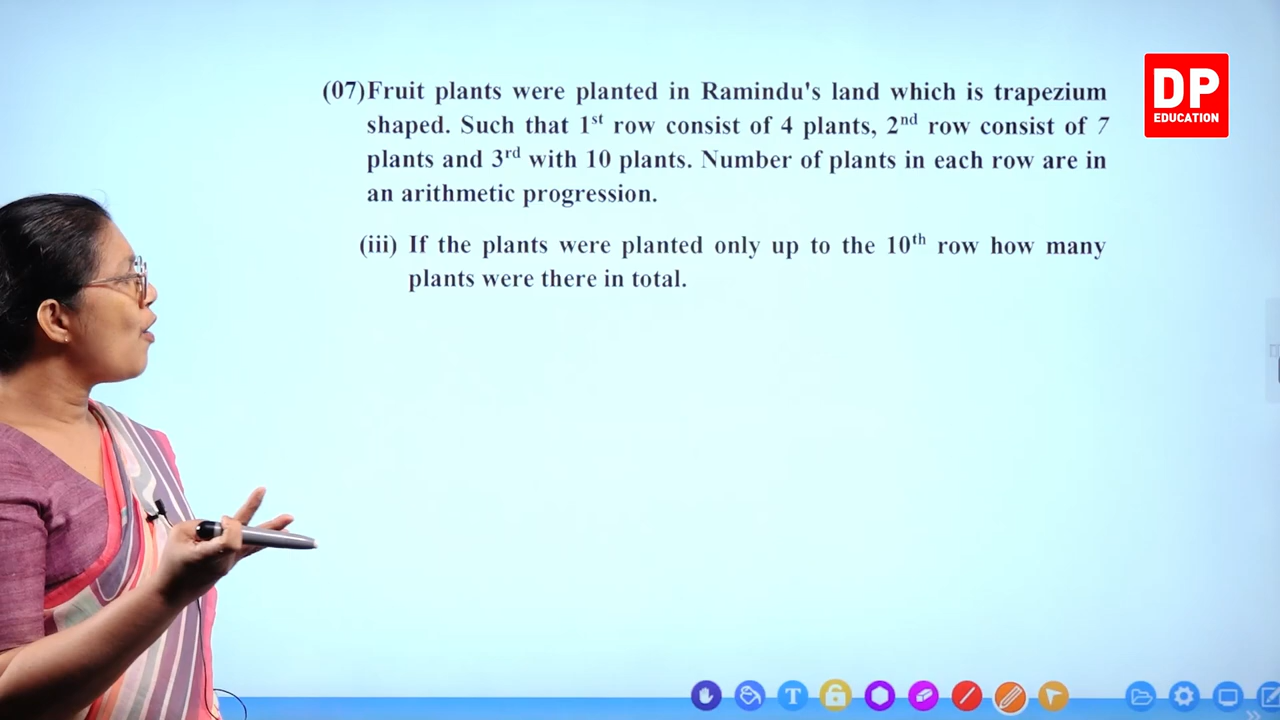 DP
EDUCATION
(07)Fruit plants were planted in Ramindu's land which is trapezium
shaped. Such that 1st row consist of 4 plants, 2nd row consist of 7
plants and 3rd with 10 plants. Number of plants in each row are in
an arithmetic progression.
(iii) If the plants were planted only up to the 10th row how many
plants were there in total.
T